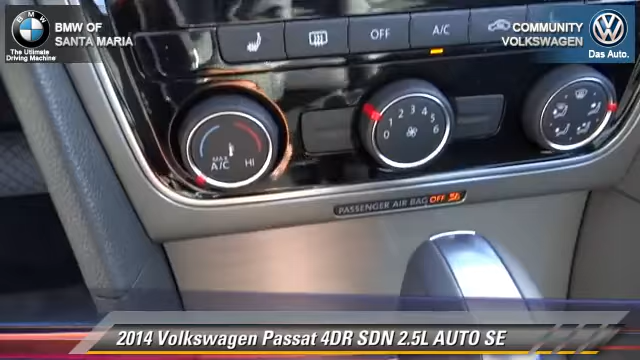 BMW
BMW OF
SANTA MARIA
The Ultimate
Driving Machine®
COMMUNITY
VOLKSWAGEN
Das Auto.
OFF
A/C
MAX
A/C
HI
0
1
2
3
4
5
6
PASSENGER AIR BAG OFF
2014 Volkswagen Passat 4DR SDN 2.5L AUTO SE